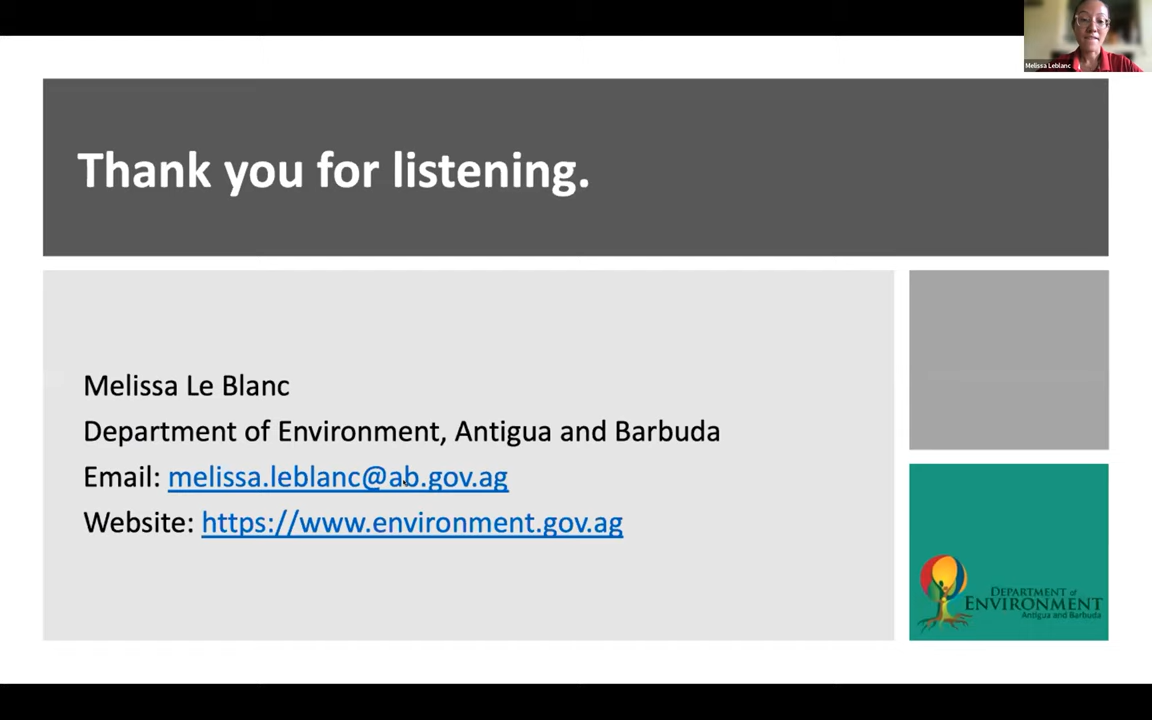 Melissa Leblanc
Thank you for listening.
Melissa Le Blanc
Department of Environment, Antigua and Barbuda
Email: melissa.leblanc@ab.gov.ag
Website: https://www.environment.gov.ag
DEPARTMENT of
ENVIRONMENT
Antigua and Barbuda